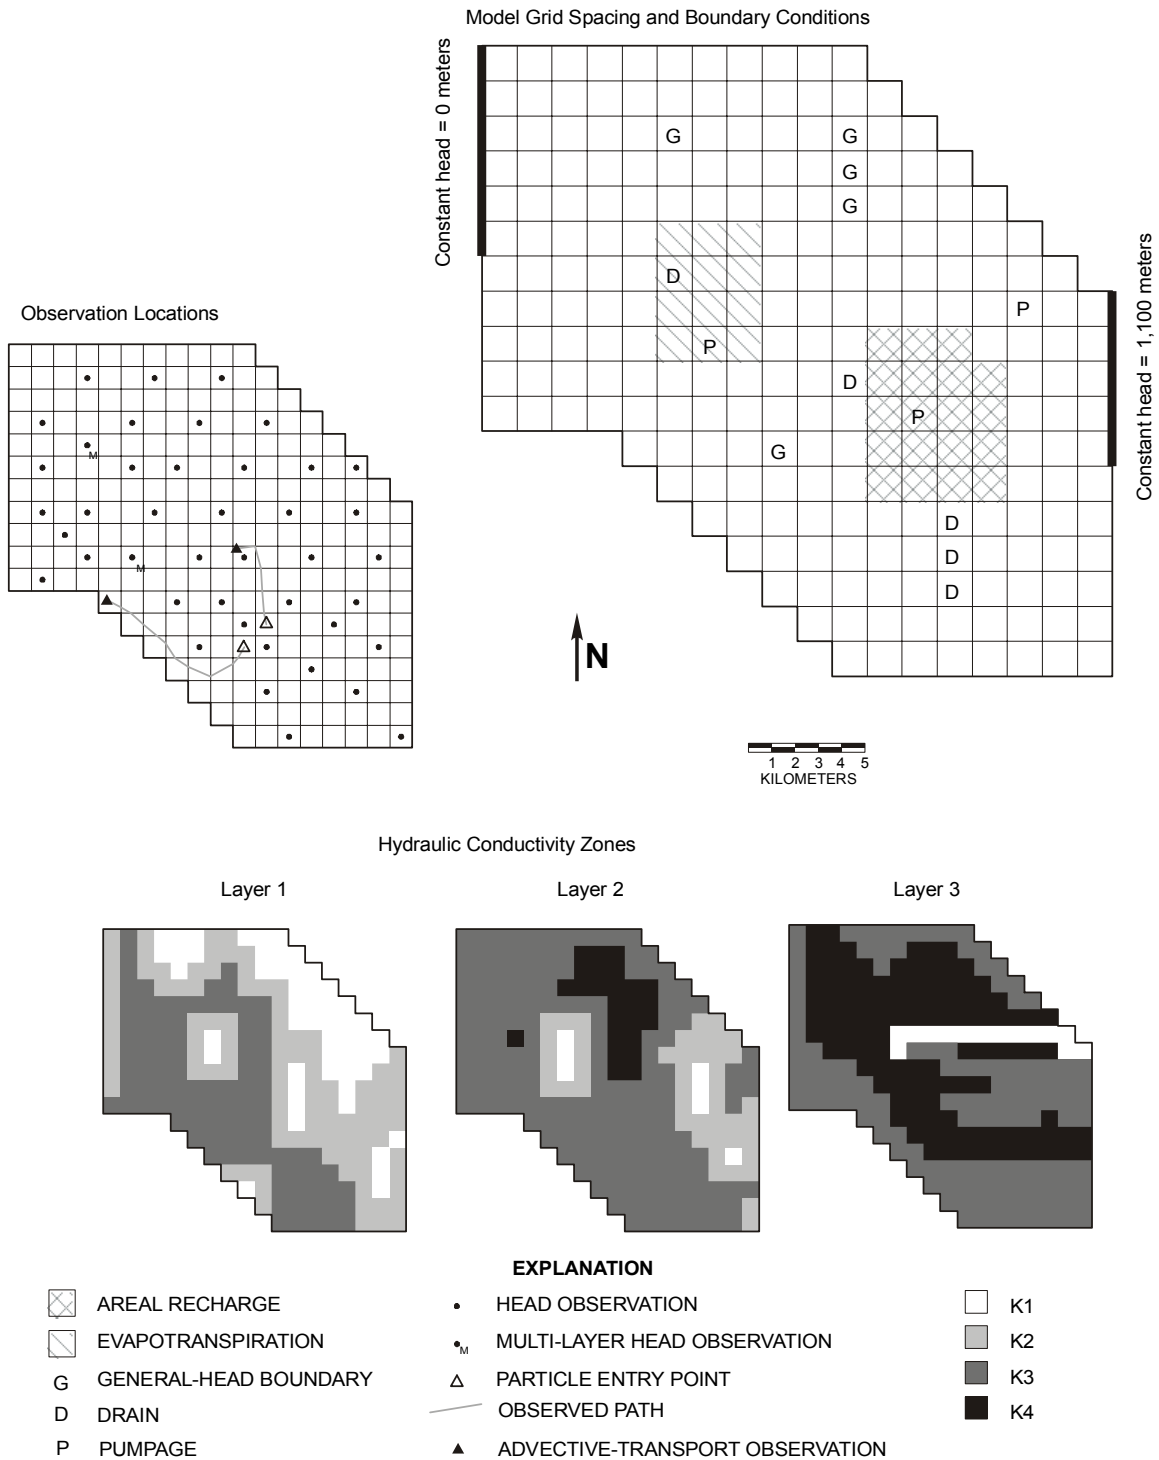 Model Grid Spacing and Boundary Conditions
Constant head = 0 meters
G
G
G
G
D
P
P
D
P
G
D
D
D
Constant head = 1,100 meters
N
1 2 3 4 5
KILOMETERS
Observation Locations
M
M
Hydraulic Conductivity Zones
Layer 1
Layer 2
Layer 3
EXPLANATION
AREAL RECHARGE
EVAPOTRANSPIRATION
G GENERAL-HEAD BOUNDARY
D DRAIN
P PUMPAGE
HEAD OBSERVATION
M MULTI-LAYER HEAD OBSERVATION
PARTICLE ENTRY POINT
OBSERVED PATH
ADVECTIVE-TRANSPORT OBSERVATION
K1
K2
K3
K4